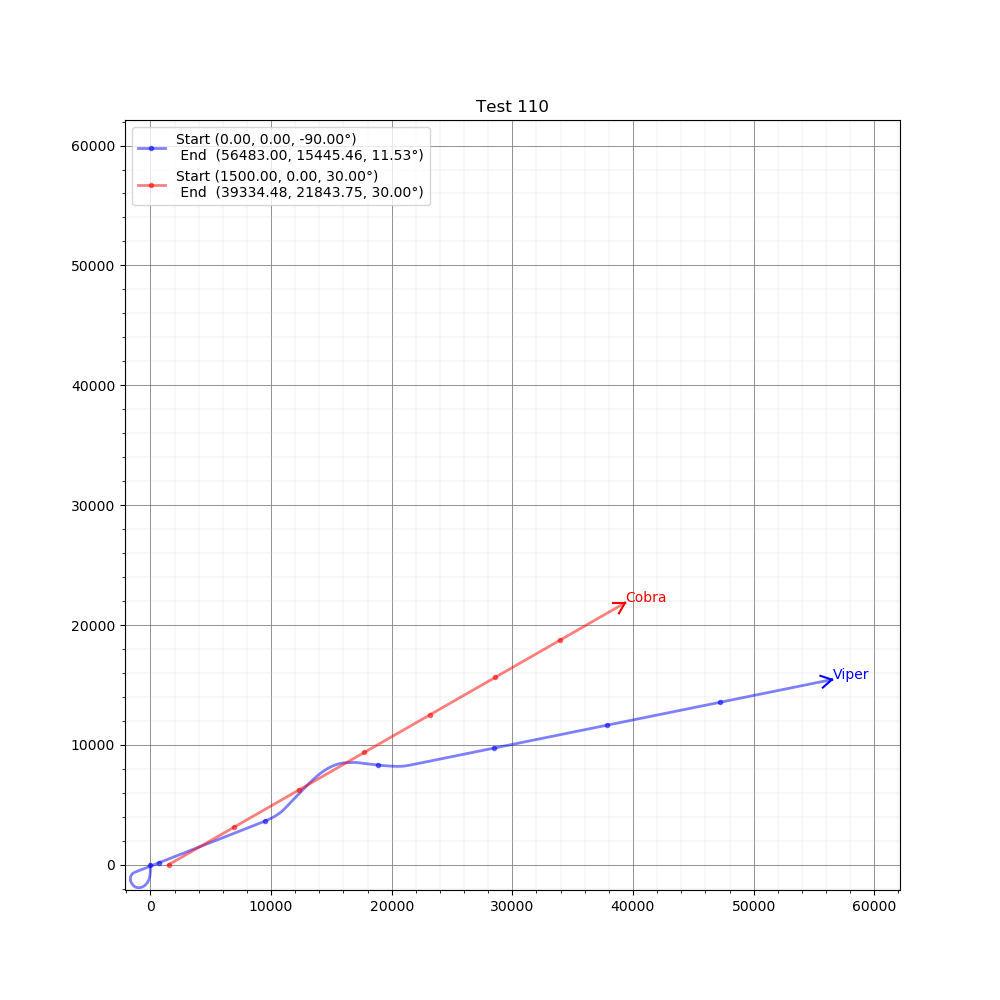 Test 110
Start (0.00, 0.00, -90.00°)
End  (56483.00, 15445.46, 11.53°)
Start (1500.00, 0.00, 30.00°)
End  (39334.48, 21843.75, 30.00°)
60000
50000
40000
30000
20000
10000
0
Cobra
Viper
0
10000
20000
30000
40000
50000
60000